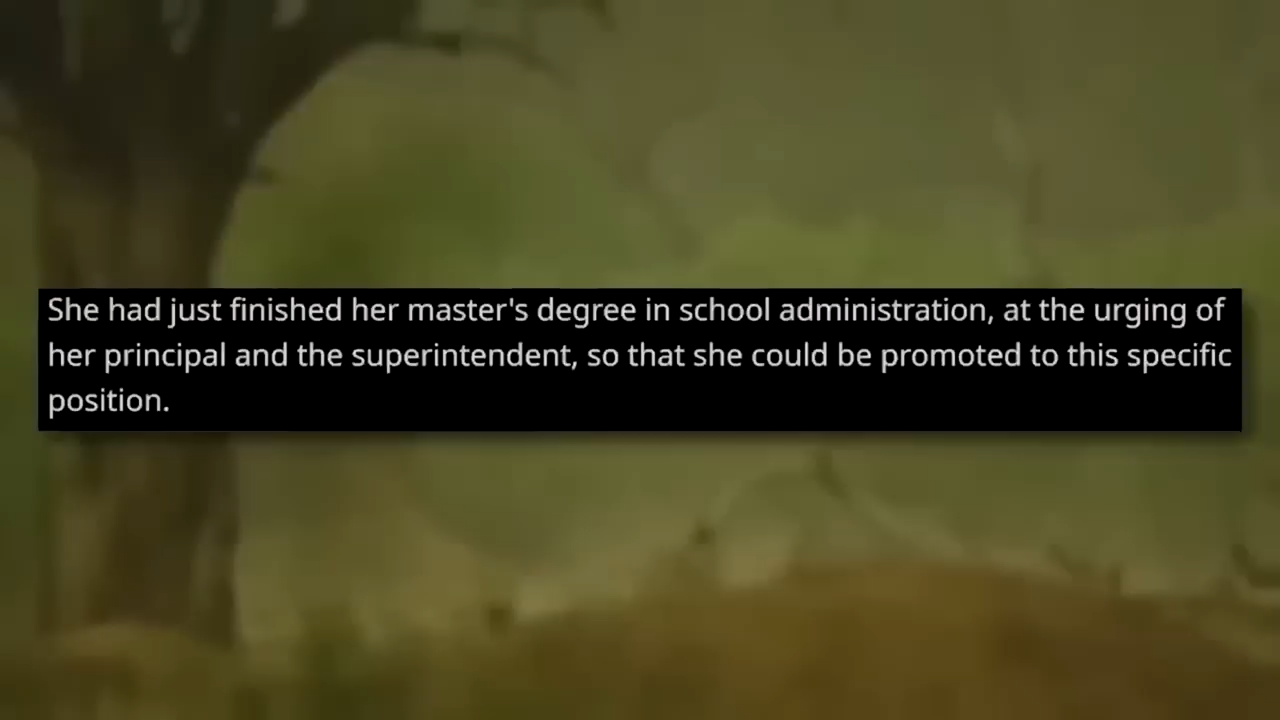 She had just finished her master's degree in school administration, at the urging of
her principal and the superintendent, so that she could be promoted to this specific
position.